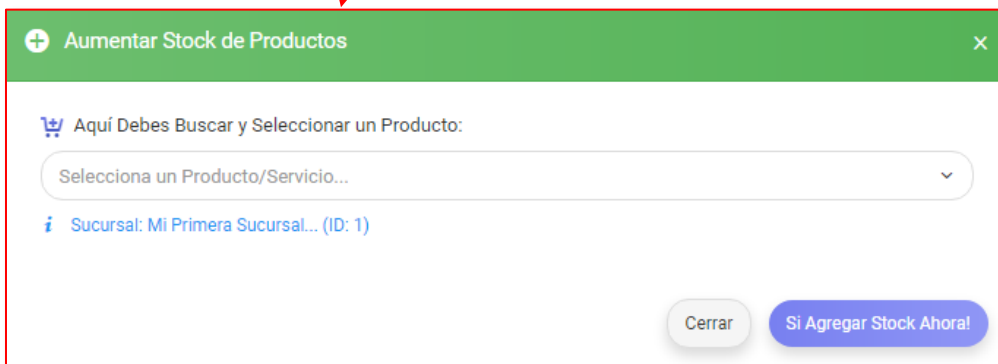 Aumentar Stock de Productos
Aquí Debes Buscar y Seleccionar un Producto:
Selecciona un Producto/Servicio...
i Sucursal: Mi Primera Sucursal... (ID: 1)
Cerrar Si Agregar Stock Ahora!